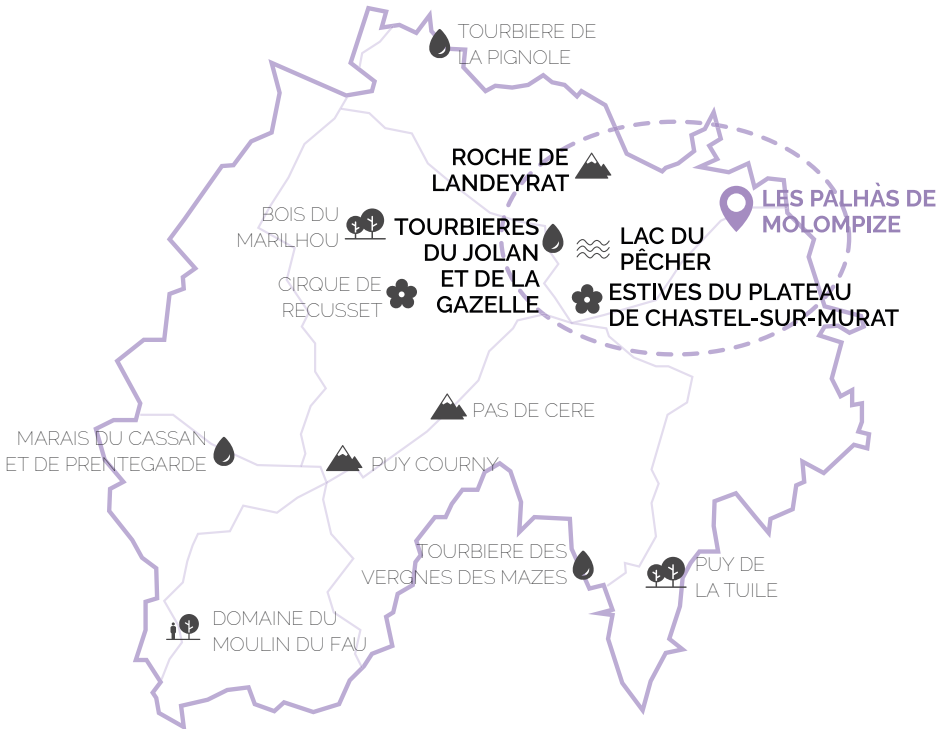 TOURBIERE DE
LA PIGNOLE
ROCHE DE
LANDEYRAT
LES PALHÀS DE
MOLOMPIZE
BOIS DU
MARILHOU
TOURBIERES
DU JOLAN
ET DE LA
GAZELLE
LAC DU
PÊCHER
CIRQUE DE
RECUSSET
ESTIVES DU PLATEAU
DE CHASTEL-SUR-MURAT
PAS DE CERE
MARAIS DU CASSAN
ET DE PRENTEGARDE
PUY COURNY
TOURBIERE DES
VERGNES DES MAZES
PUY DE
LA TUILE
DOMAINE DU
MOULIN DU FAU